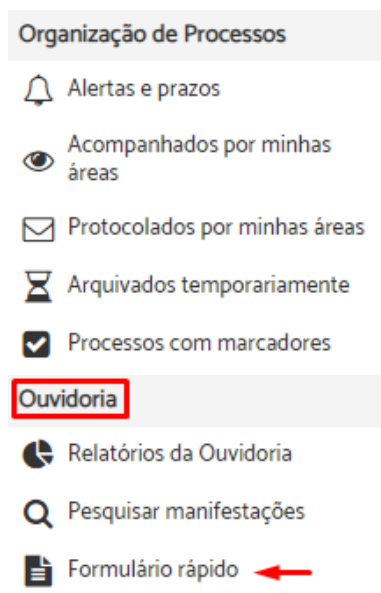 Organização de Processos
Alertas e prazos
Acompanhados por minhas
áreas
Protocolados por minhas áreas
Arquivados temporariamente
Processos com marcadores
Ouvidoria
Relatórios da Ouvidoria
Pesquisar manifestações
Formulário rápido